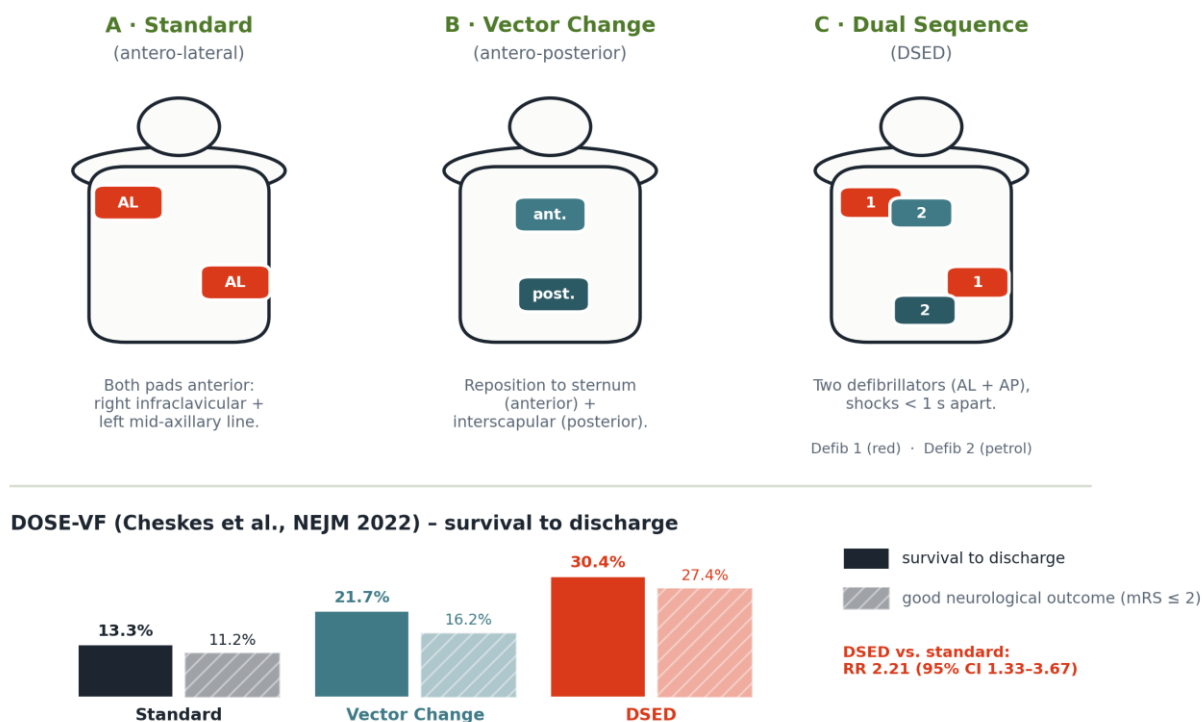 A · Standard
(antero-lateral)
B · Vector Change
(antero-posterior)
C · Dual Sequence
(DSED)
AL
AL
ant.
post.
1
2
1
2
Both pads anterior:
right infraclavicular +
left mid-axillary line.
Reposition to sternum
(anterior) +
interscapular (posterior).
Two defibrillators (AL + AP),
shocks < 1 s apart.
Defib 1 (red) · Defib 2 (petrol)
DOSE-VF (Cheskes et al., NEJM 2022) – survival to discharge
13.3%
11.2%
Standard
21.7%
16.2%
Vector Change
30.4%
27.4%
DSED
survival to discharge
good neurological outcome (mRS ≤ 2)
DSED vs. standard:
RR 2.21 (95% CI 1.33–3.67)